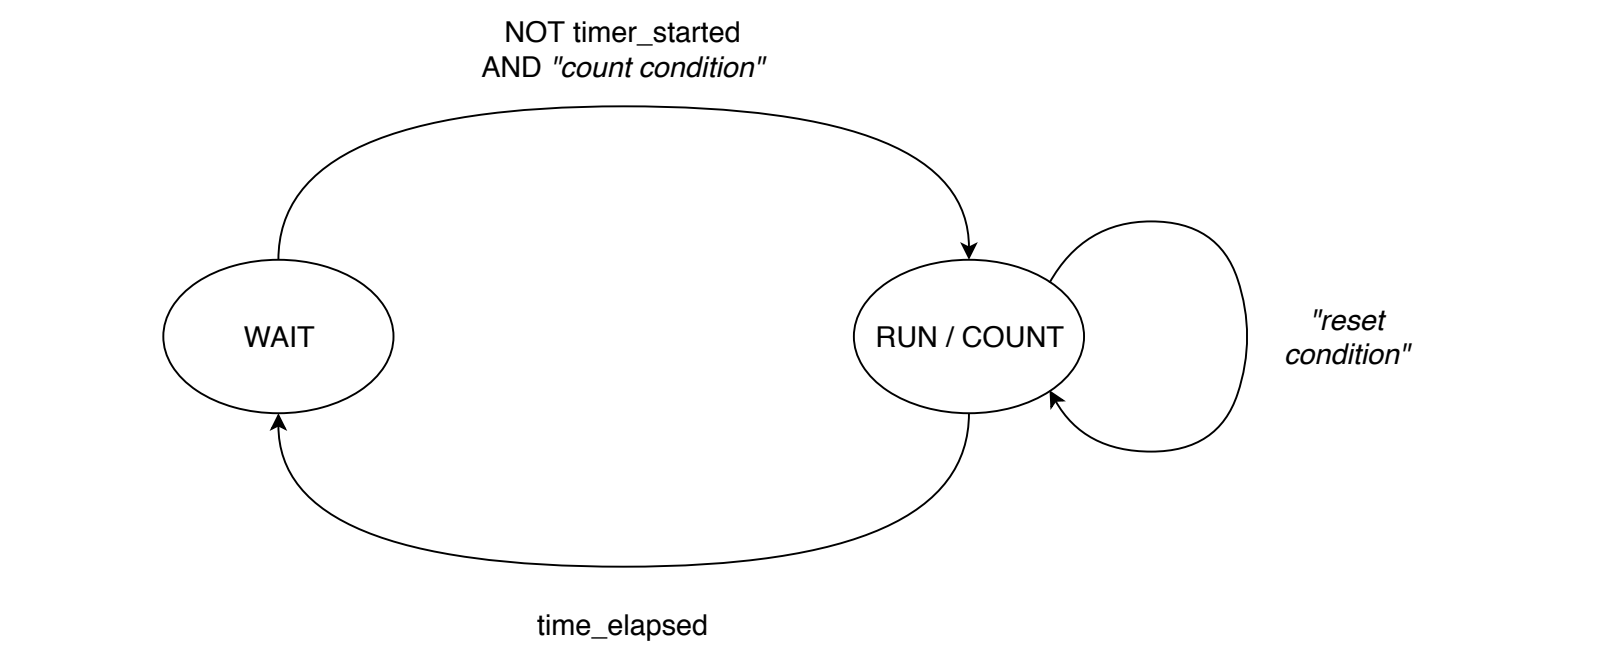 NOT timer_started
AND "count condition"
WAIT
RUN / COUNT
"reset
condition"
time_elapsed